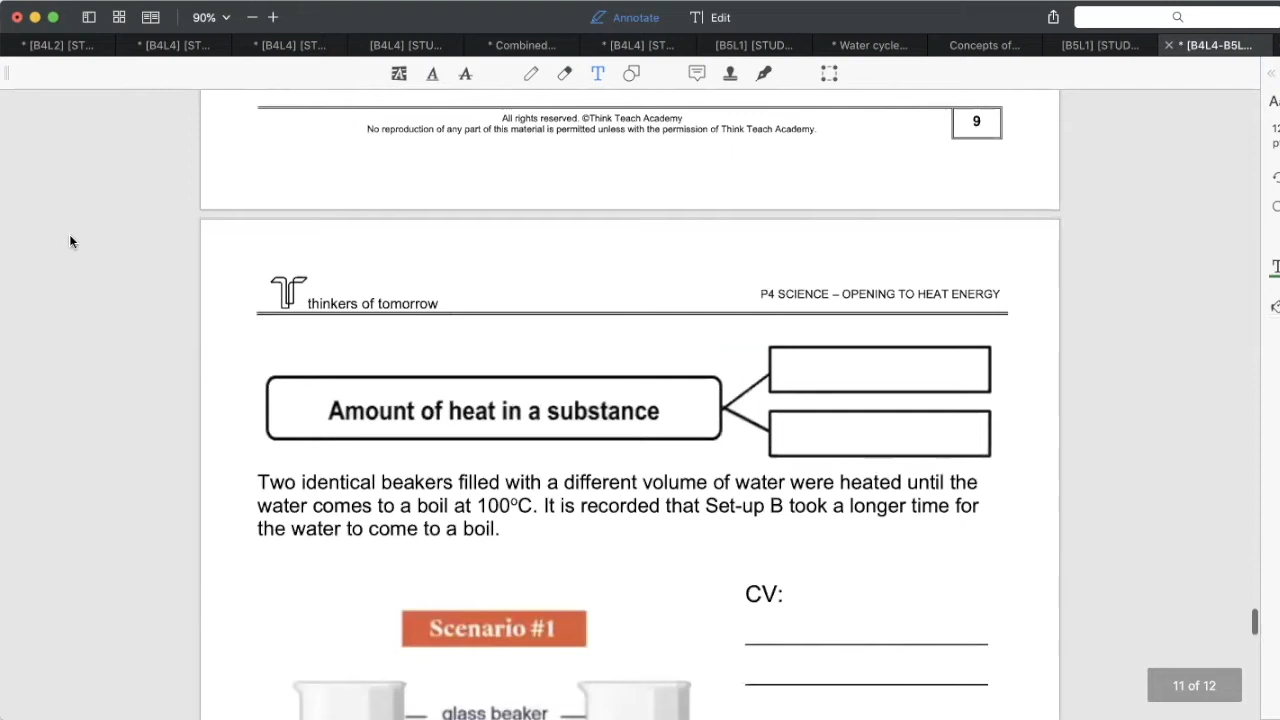 90%
Annotate
T Edit
* [B4L2] [ST...
* [B4L4] [ST...
* [B4L4] [ST...
[B4L4] [STU...
* Combined...
* [B4L4] [ST...
[B5L1] [STUD...
* Water cycle...
Concepts of...
[B5L1] [STUD...
* [B4L4-B5L...
All rights reserved. ©Think Teach Academy
No reproduction of any part of this material is permitted unless with the permission of Think Teach Academy.
9
thinkers of tomorrow
P4 SCIENCE – OPENING TO HEAT ENERGY
Amount of heat in a substance
Two identical beakers filled with a different volume of water were heated until the
water comes to a boil at 100°C. It is recorded that Set-up B took a longer time for
the water to come to a boil.
CV:
Scenario #1
glass beaker
11 of 12